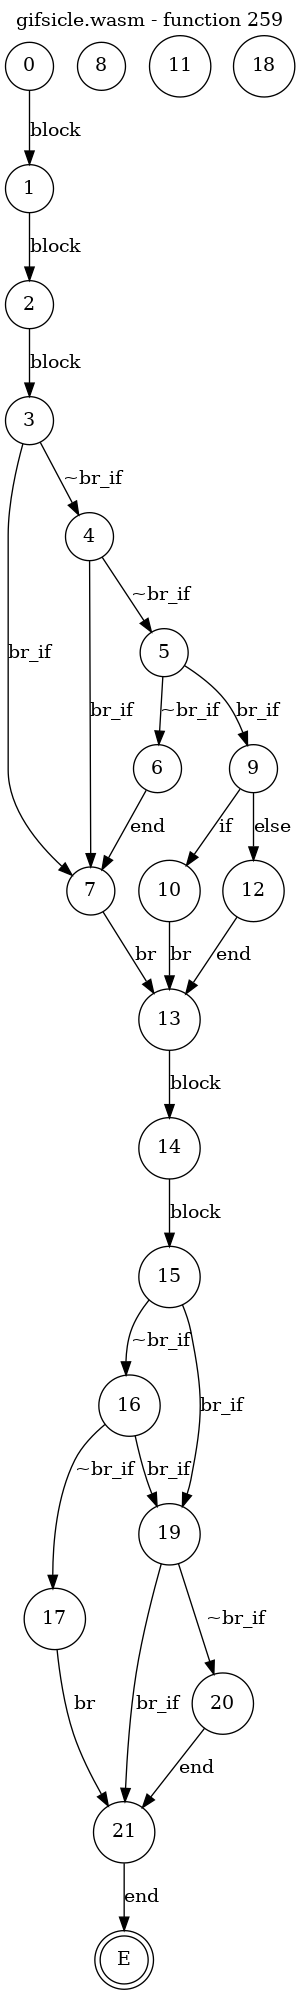 gifsicle.wasm - function 259
0
8
11
18
block
1
block
2
block
3
~br_if
4
~br_if
5
br_if
br_if
~br_if
br_if
6
9
end
if
else
7
10
12
br
br
end
13
block
14
block
15
~br_if
16
br_if
~br_if
br_if
19
17
~br_if
20
br
br_if
end
21
end
E